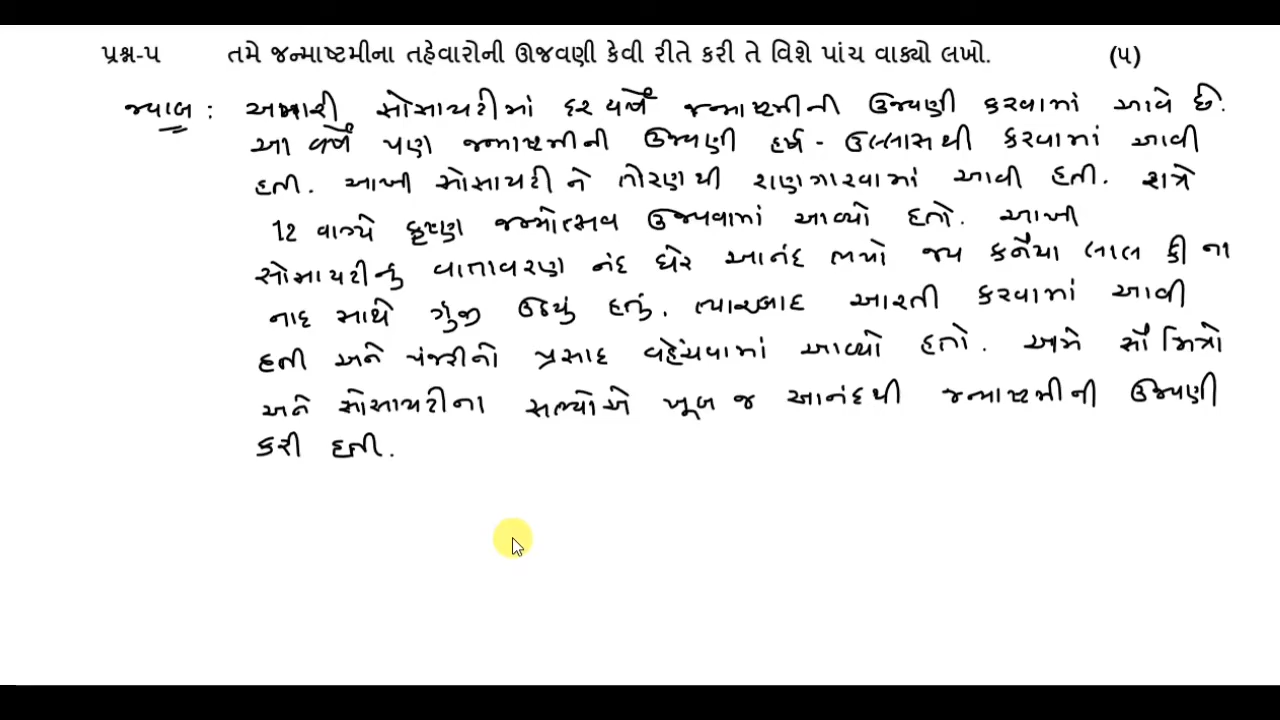 પ્રશ્ન-૫ તમે જન્માષ્ટમીના તહેવારોની ઊજવણી કેવી રીતે કરી તે વિશે પાંચ વાક્યો લખો. (૫)
જવાબ : અમારી સોસાયટીમાં દર વર્ષે જન્માષ્ટમીની ઉજવણી કરવામાં આવે છે.
આ વર્ષે પણ જન્માષ્ટમીની ઉજવણી હર્ષ - ઉલ્લાસથી કરવામાં આવી
હતી. આખી સોસાયટી ને તોરણથી શણગારવામાં આવી હતી. રાત્રે
12 વાગ્યે કૃષ્ણ જન્મોત્સવ ઉજવવામાં આવ્યો હતો. આખી
સોસાયટીનું વાતાવરણ નંદ ઘેર આનંદ ભયો જય કનૈયા લાલ કી ના
નાદ સાથે ગુંજી ઉઠ્યું હતું. ત્યારબાદ આરતી કરવામાં આવી
હતી અને પંજરીનો પ્રસાદ વહેંચવામાં આવ્યો હતો. અમે સૌ મિત્રો
અને સોસાયટીના સભ્યોએ ખૂબ જ આનંદથી જન્માષ્ટમીની ઉજવણી
કરી હતી.